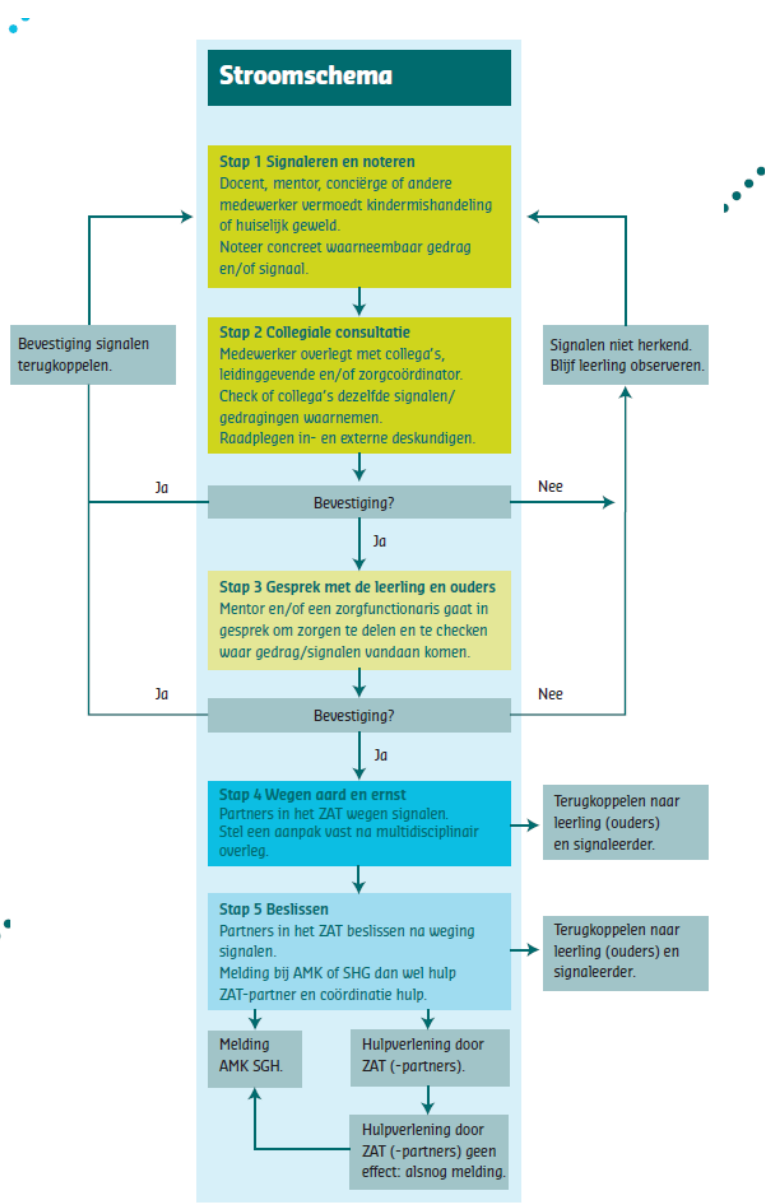 Stroomschema
Stap 1 Signaleren en noteren
Docent, mentor, conciërge of andere
medewerker vermoedt kindermishandeling
of huiselijk geweld.
Noteer concreet waarneembaar gedrag
en/of signaal.
Bevestiging signalen
terugkoppelen.
Stap 2 Collegiale consultatie
Medewerker overlegt met collega's,
leidinggevende en/of zorgcoördinator.
Check of collega's dezelfde signalen/
gedragingen waarnemen.
Raadplegen in- en externe deskundigen.
Signalen niet herkend.
Blijf leerling observeren.
Ja
Bevestiging?
Nee
Ja
Stap 3 Gesprek met de leerling en ouders
Mentor en/of een zorgfunctionaris gaat in
gesprek om zorgen te delen en te checken
waar gedrag/signalen vandaan komen.
Ja
Bevestiging?
Nee
Ja
Stap 4 Wegen aard en ernst
Partners in het ZAT wegen signalen.
Stel een aanpak vast na multidisciplinair
overleg.
Terugkoppelen naar
leerling (ouders)
en signaleerder.
Stap 5 Beslissen
Partners in het ZAT beslissen na weging
signalen.
Melding bij AMK of SHG dan wel hulp
ZAT-partner en coördinatie hulp.
Terugkoppelen naar
leerling (ouders) en
signaleerder.
Melding
AMK SGH.
Hulpverlening door
ZAT (-partners).
Hulpverlening door
ZAT (-partners) geen
effect: alsnog melding.